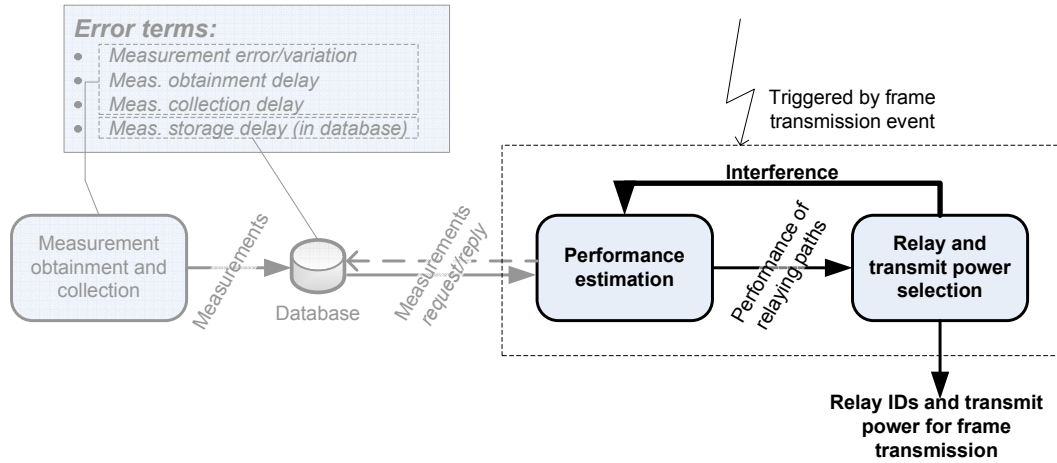 Error terms:
• Measurement error/variation
• Meas. obtainment delay
• Meas. collection delay
• Meas. storage delay (in database)
Triggered by frame
transmission event
Interference
Measurement
obtainment and
collection
Measurements
Database
Measurements
request/reply
Performance
estimation
Performance of
relaying paths
Relay and
transmit power
selection
Relay IDs and transmit
power for frame
transmission